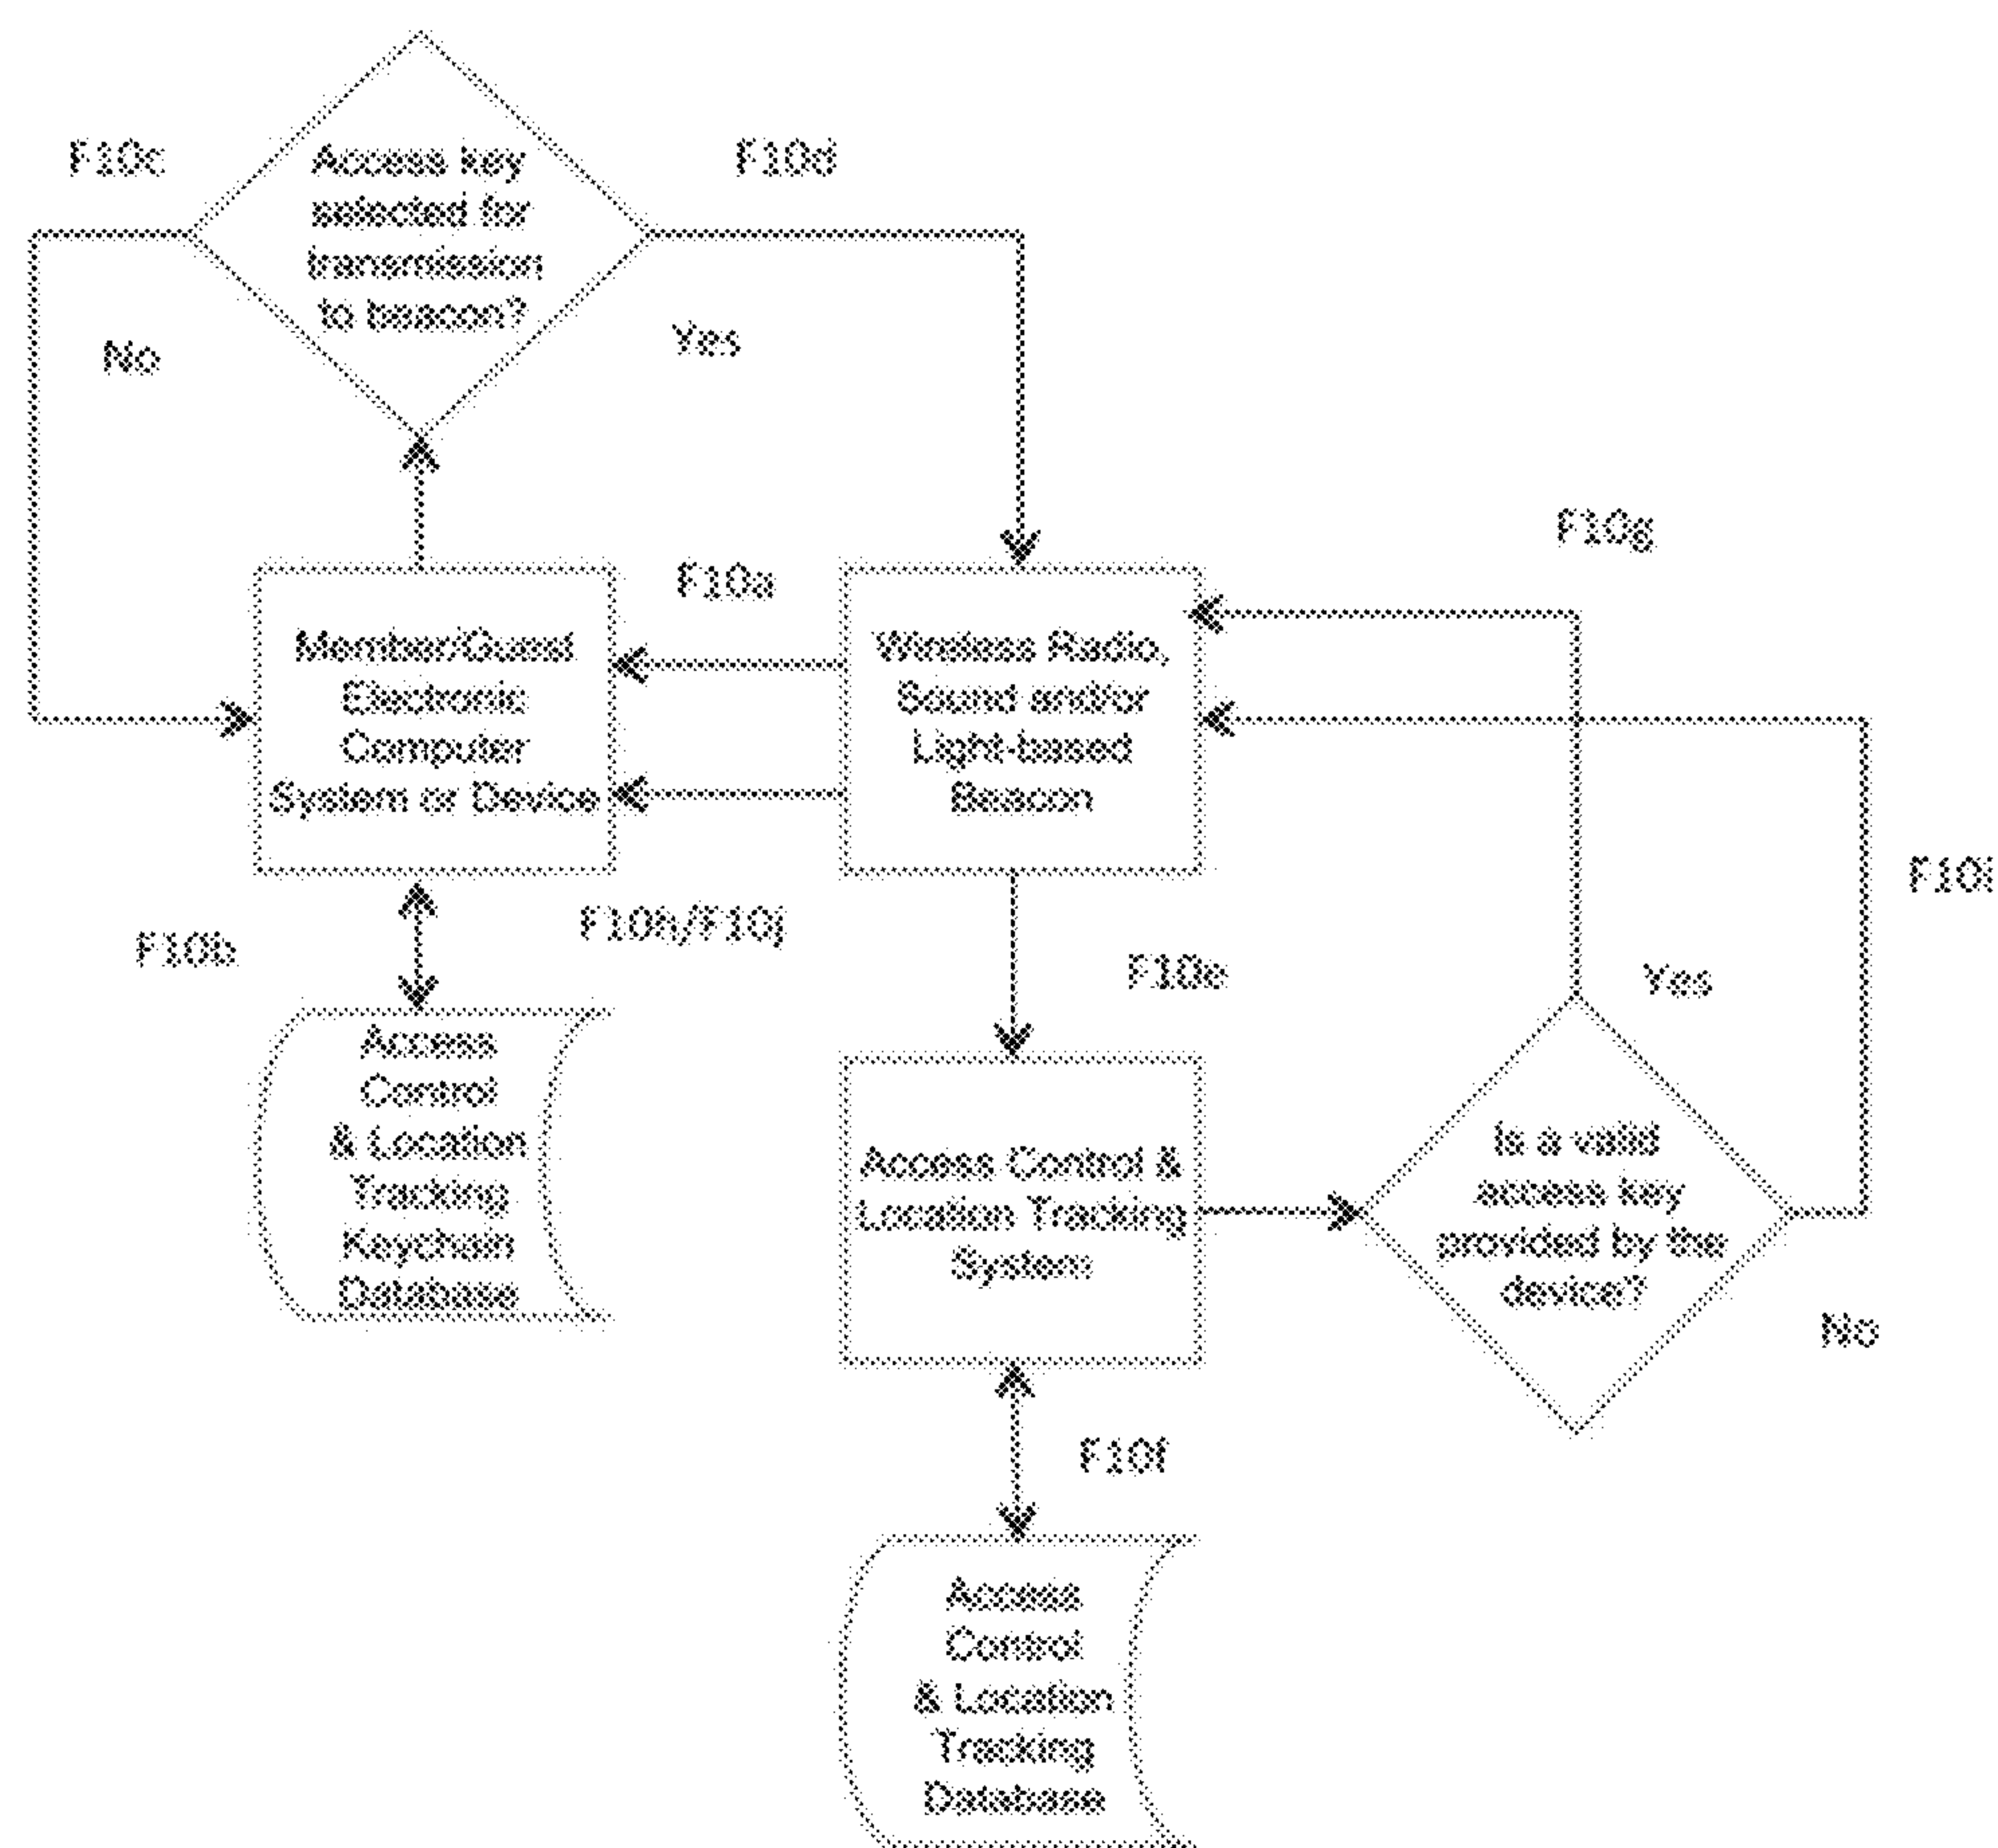 F10c
Access key
selected for
transmission
to beacon?
F10d
No
Yes
F10g
F10a
Member/Guest
Electronic
Computer
System or Device
Wireless Radio,
Sound and/or
Light-based
Beacon
F10i
F10b
F10h/F10j
F10e
Yes
Access
Control
& Location
Tracking
Keychain
Database
Access Control &
Location Tracking
System
Is a valid
access key
provided by the
device?
No
F10f
Access
Control
& Location
Tracking
Database